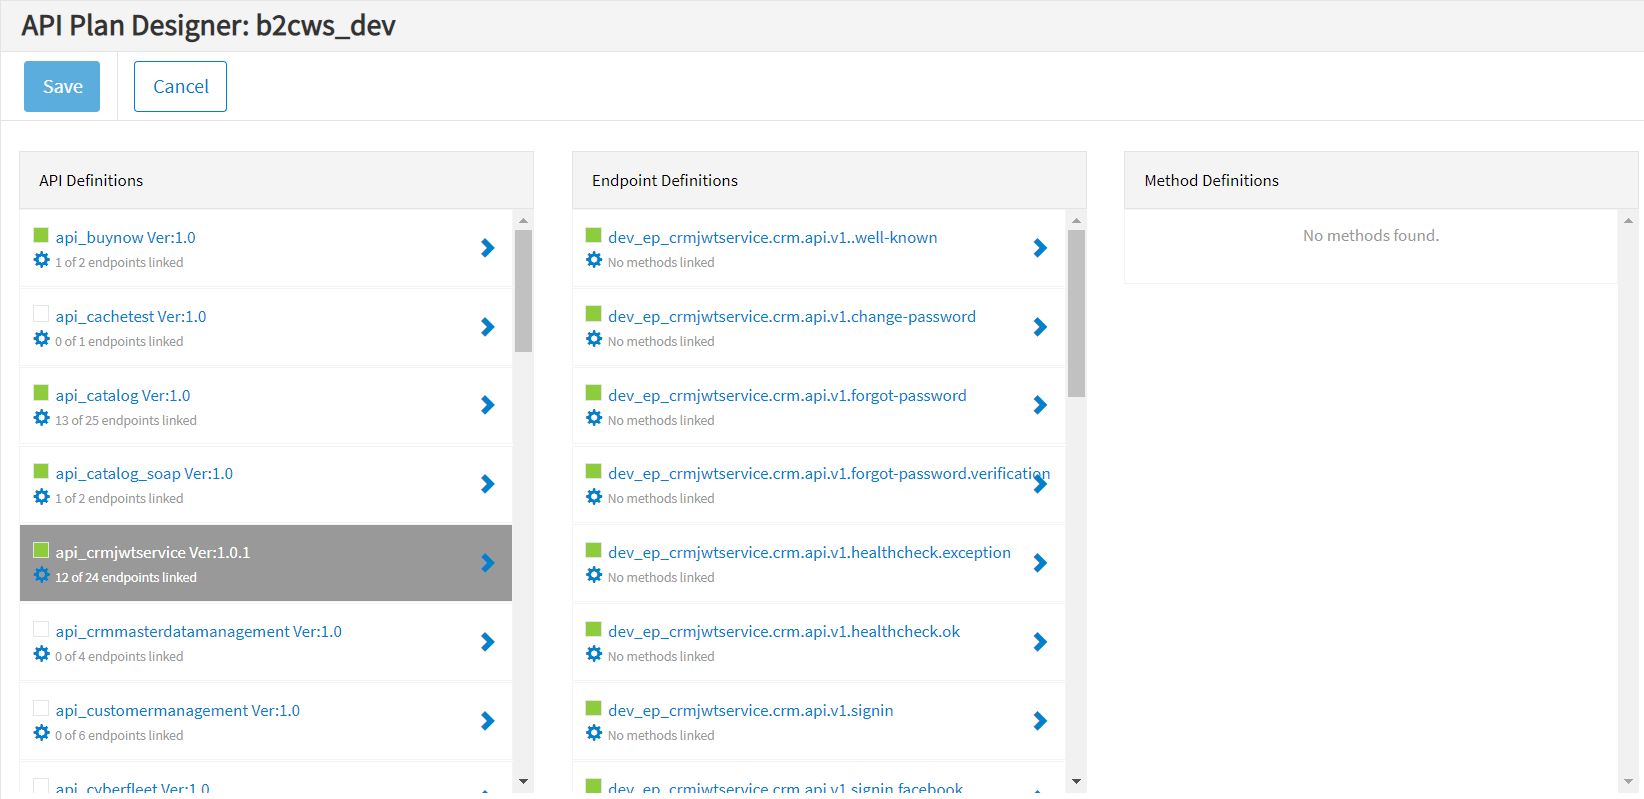 API Plan Designer: b2cws_dev
Save
Cancel
API Definitions
api_buynow Ver:1.0
1 of 2 endpoints linked
api_cachetest Ver:1.0
0 of 1 endpoints linked
api_catalog Ver:1.0
13 of 25 endpoints linked
api_catalog_soap Ver:1.0
1 of 2 endpoints linked
api_crmjwtservice Ver:1.0.1
12 of 24 endpoints linked
api_crmmasterdatamanagement Ver:1.0
0 of 4 endpoints linked
api_customermanagement Ver:1.0
0 of 6 endpoints linked
api_cyberfleet Ver:1.0
Endpoint Definitions
dev_ep_crmjwtservice.crm.api.v1..well-known
No methods linked
dev_ep_crmjwtservice.crm.api.v1.change-password
No methods linked
dev_ep_crmjwtservice.crm.api.v1.forgot-password
No methods linked
dev_ep_crmjwtservice.crm.api.v1.forgot-password.verification
No methods linked
dev_ep_crmjwtservice.crm.api.v1.healthcheck.exception
No methods linked
dev_ep_crmjwtservice.crm.api.v1.healthcheck.ok
No methods linked
dev_ep_crmjwtservice.crm.api.v1.signin
No methods linked
dev_ep_crmjwtservice.crm.api.v1.signin.facebook
Method Definitions
No methods found.